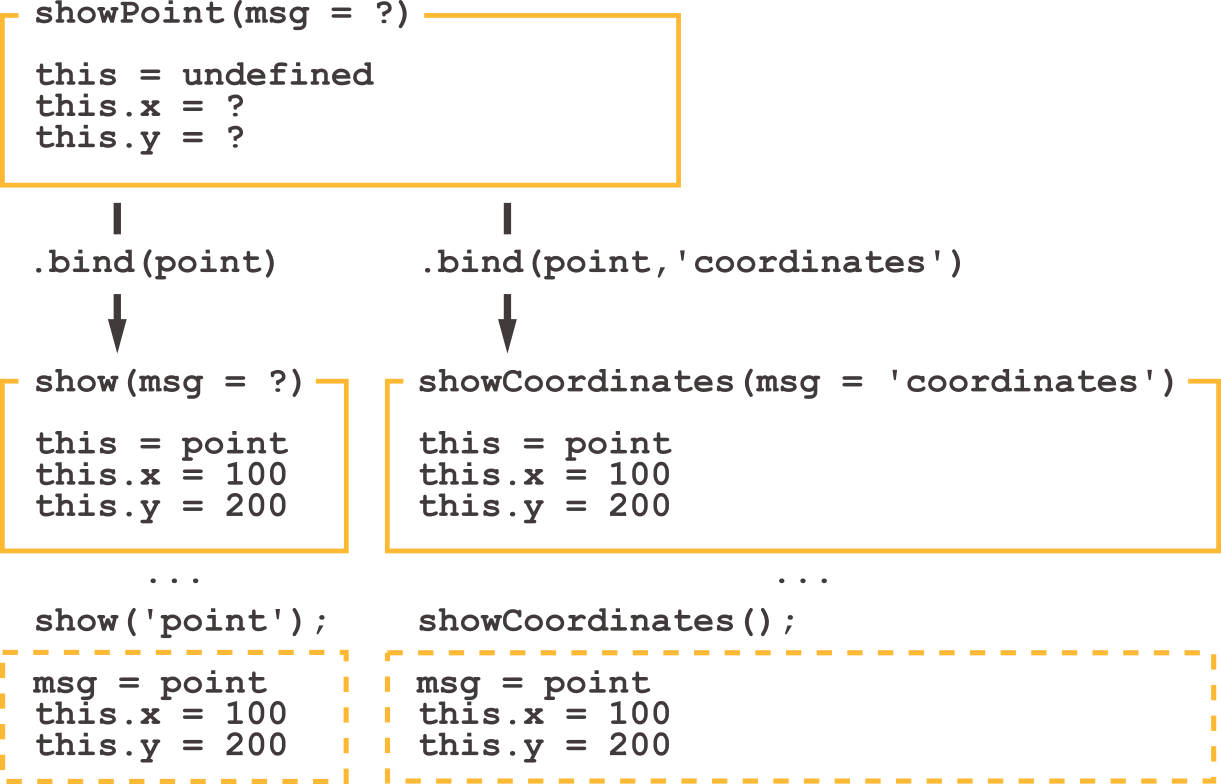 showPoint(msg = ?)
this = undefined
this.x = ?
this.y = ?
.bind(point)
.bind(point,'coordinates')
show(msg = ?)
this = point
this.x = 100
this.y = 200
showCoordinates(msg = 'coordinates')
this = point
this.x = 100
this.y = 200
...
...
show('point');
showCoordinates();
msg = point
this.x = 100
this.y = 200
msg = point
this.x = 100
this.y = 200